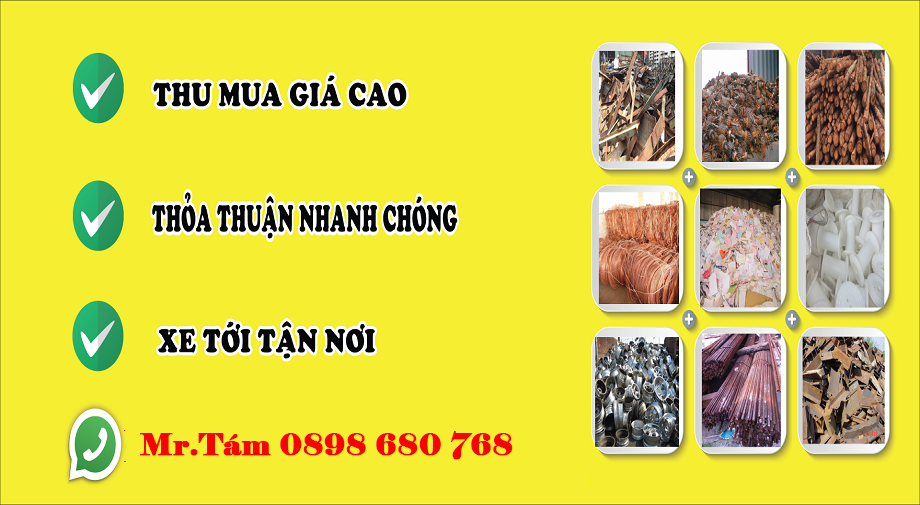 THU MUA GIÁ CAO
THỎA THUẬN NHANH CHÓNG
XE TỚI TẬN NƠI
Mr.Tám 0898 680 768